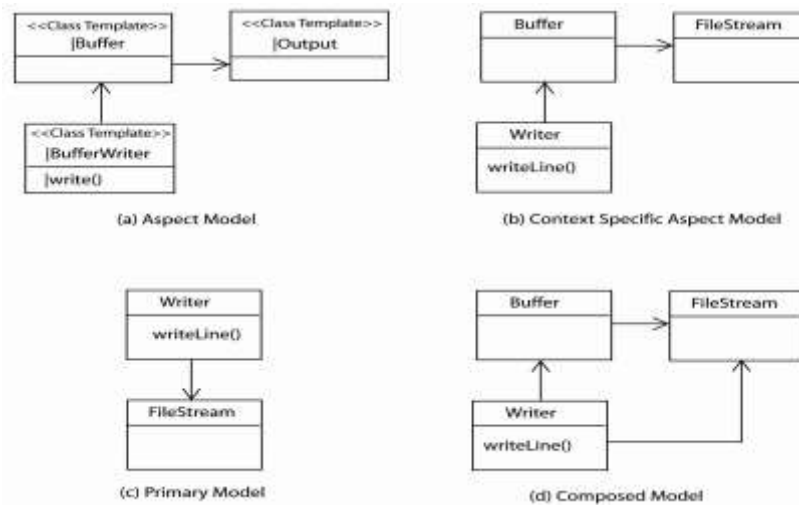 <<Class Template>>
|Buffer
<<Class Template>>
|Output
<<Class Template>>
|BufferWriter
|write()
(a) Aspect Model
Buffer
FileStream
Writer
writeLine()
(b) Context Specific Aspect Model
Writer
writeLine()
FileStream
(c) Primary Model
Buffer
FileStream
Writer
writeLine()
(d) Composed Model